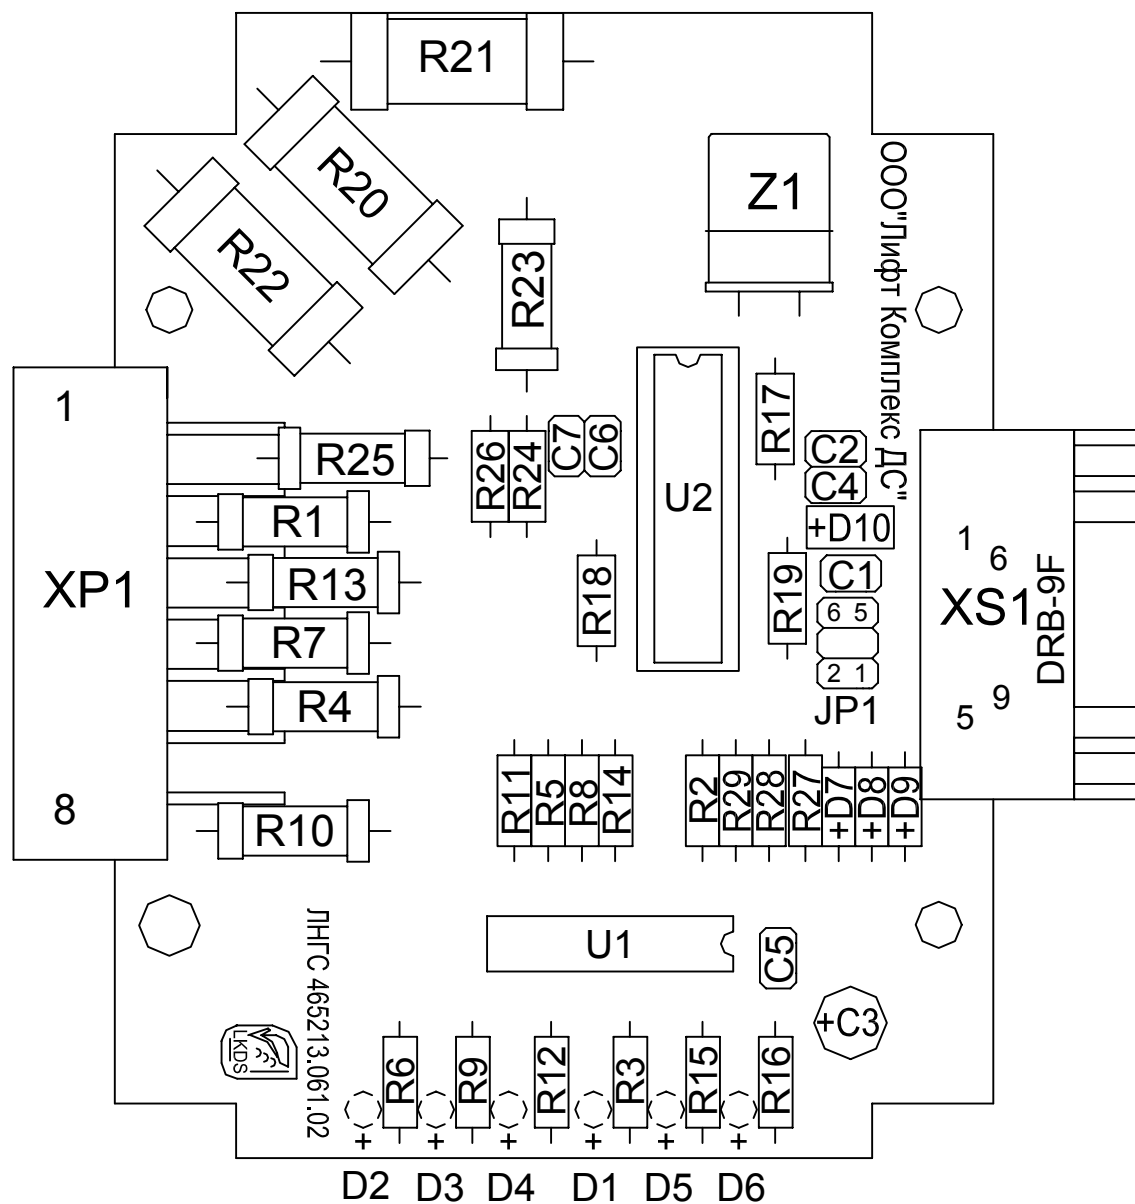 R21
R20
Z1
R22
R23
ООО"Лифт Комплекс ДС"
1
R17
C7
C6
C2
R25
R26
R24
C4
U2
R1
+D10
1
6
XP1
R13
R18
R19
C1
XS1
DRB-9F
6 5
R7
2 1
9
R4
JP1
5
8
R11
R5
R8
R14
R2
R29
R28
R27
+D7
+D8
+D9
R10
ЛНГС 465213.061.02
U1
C5
+C3
LKDS
R6
R9
R12
R3
R15
R16
+
+
+
+
+
+
D2
D3
D4
D1
D5
D6